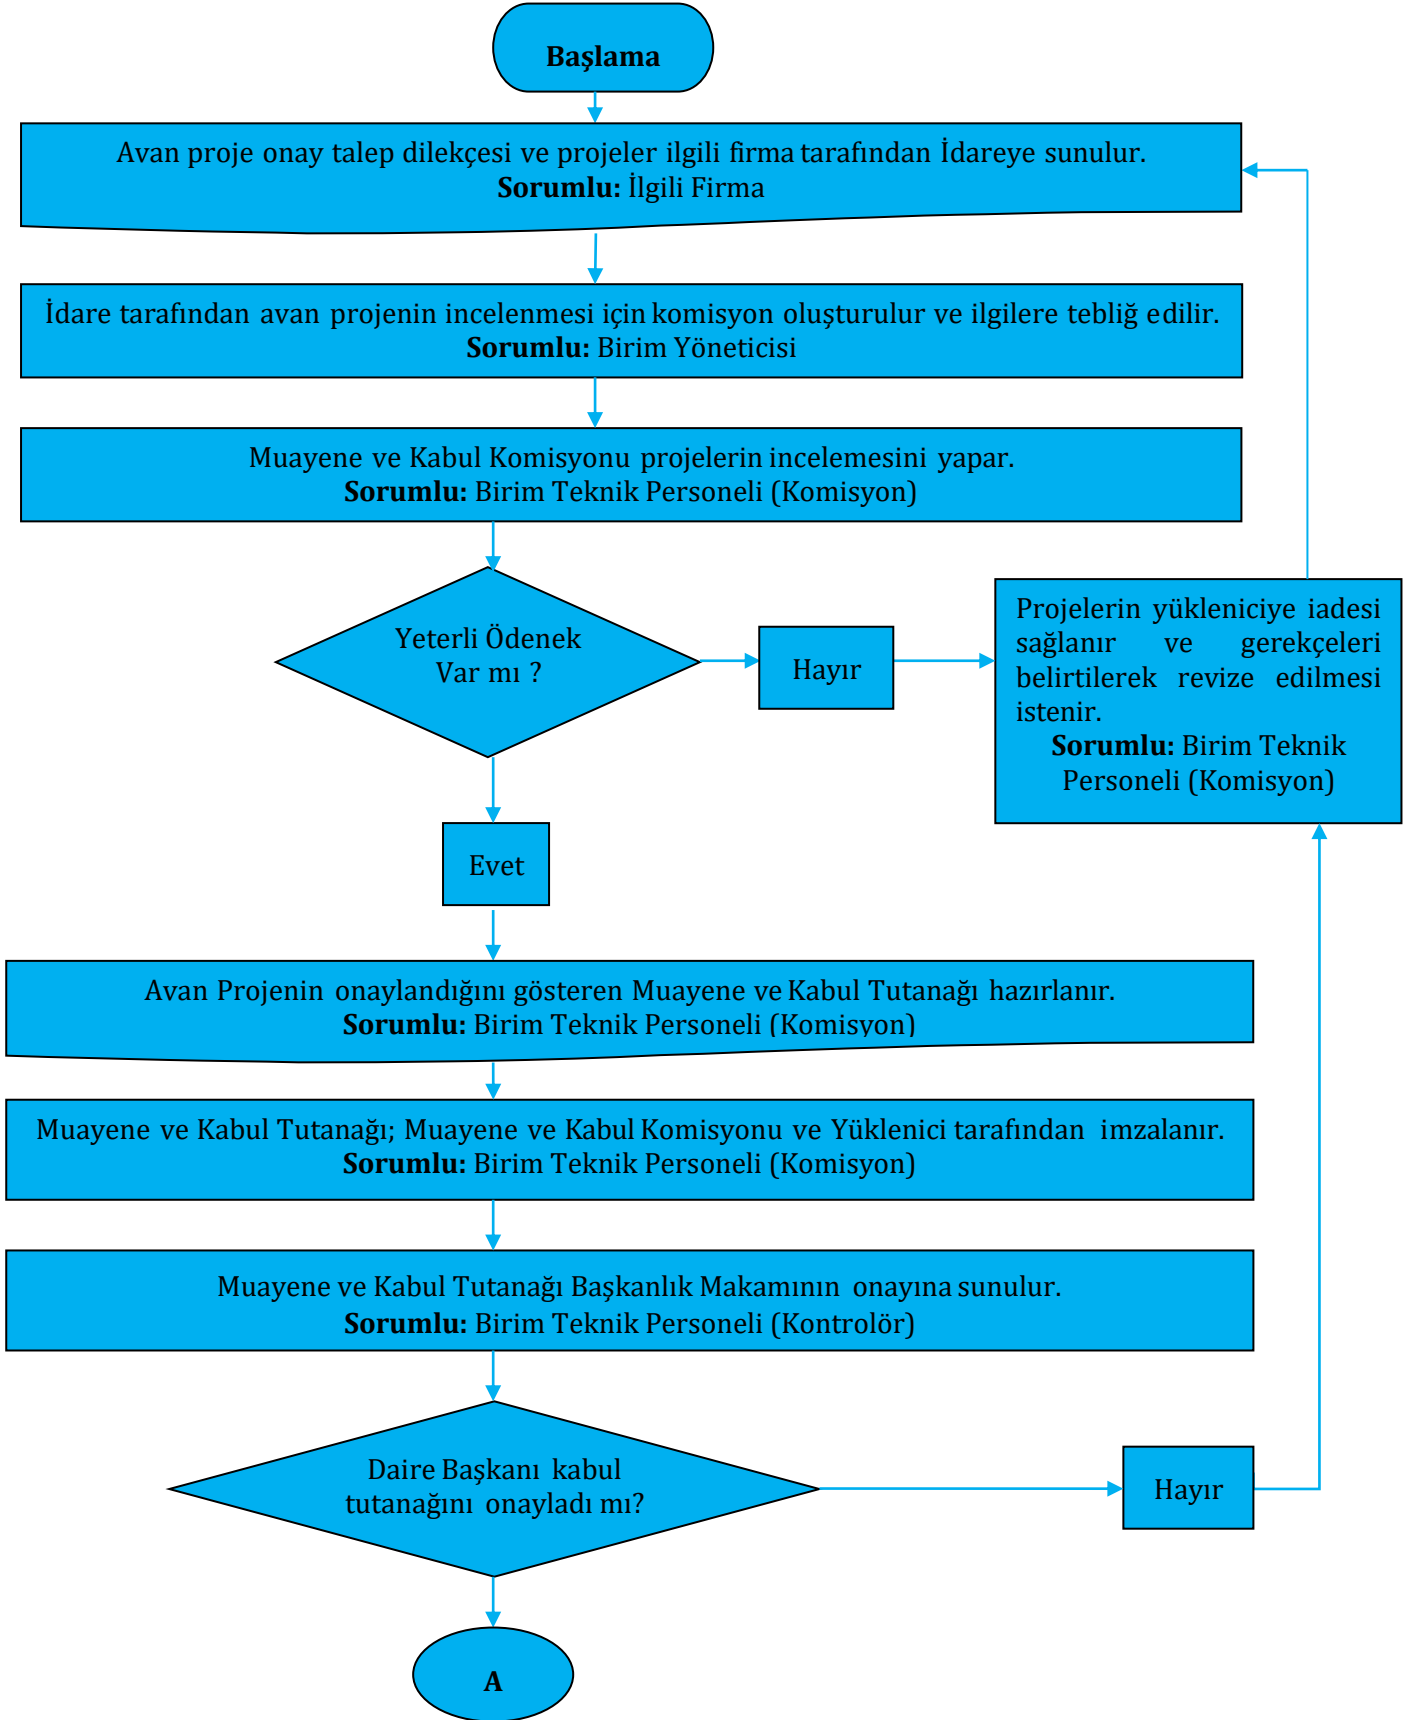 Başlama
Avan proje onay talep dilekçesi ve projeler ilgili firma tarafından İdareye sunulur.
Sorumlu: İlgili Firma
İdare tarafından avan projenin incelenmesi için komisyon oluşturulur ve ilgilere tebliğ edilir.
Sorumlu: Birim Yöneticisi
Muayene ve Kabul Komisyonu projelerin incelemesini yapar.
Sorumlu: Birim Teknik Personeli (Komisyon)
Yeterli Ödenek
Var mı ?
Hayır
Projelerin yükleniciye iadesi
sağlanır ve gerekçeleri
belirtilerek revize edilmesi
istenir.
Sorumlu: Birim Teknik
Personeli (Komisyon)
Evet
Avan Projenin onaylandığını gösteren Muayene ve Kabul Tutanağı hazırlanır.
Sorumlu: Birim Teknik Personeli (Komisyon)
Muayene ve Kabul Tutanağı; Muayene ve Kabul Komisyonu ve Yüklenici tarafından imzalanır.
Sorumlu: Birim Teknik Personeli (Komisyon)
Muayene ve Kabul Tutanağı Başkanlık Makamının onayına sunulur.
Sorumlu: Birim Teknik Personeli (Kontrolör)
Daire Başkanı kabul
tutanağını onayladı mı?
Hayır
A